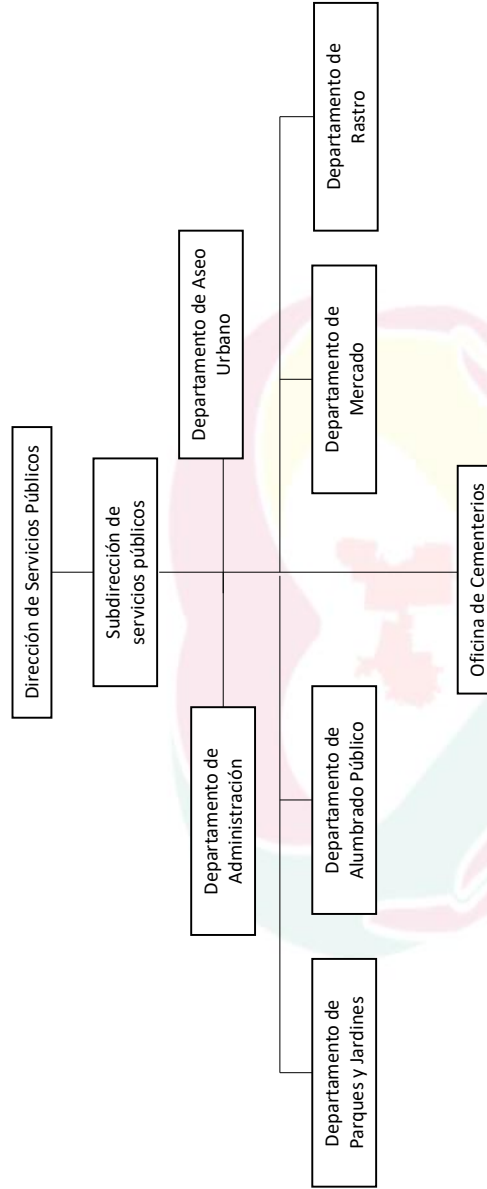 Dirección de Servicios Públicos
Subdirección de
servicios públicos
Departamento de
Administración
Departamento de Aseo
Urbano
Departamento de
Parques y Jardines
Departamento de
Alumbrado Público
Departamento de
Mercado
Departamento de
Rastro
Oficina de Cementerios